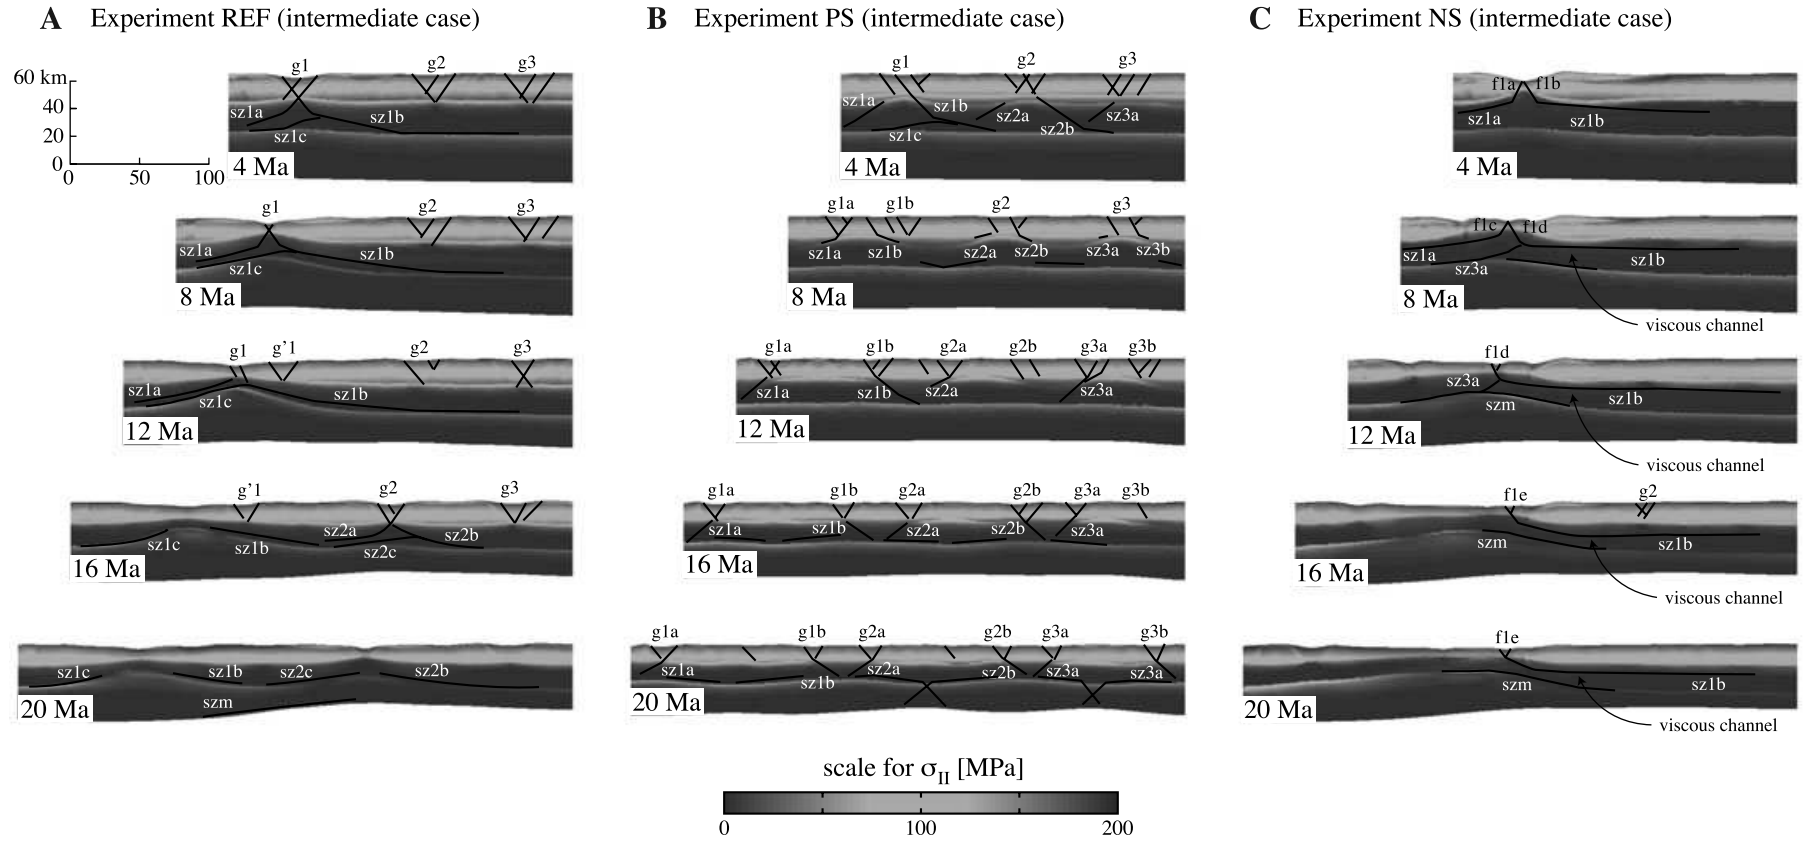 A Experiment REF (intermediate case)
60 km
40
20
0
0 50 100
g1 g2 g3
sz1a sz1b
sz1c
4 Ma
g1 g2 g3
sz1a sz1b
sz1c
8 Ma
g1 g'1 g2 g3
sz1a sz1b
sz1c
12 Ma
g'1 g2 g3
sz2a sz2b
sz1c sz1b sz2c
16 Ma
sz1c sz1b sz2c sz2b
szm
20 Ma
B Experiment PS (intermediate case)
g1 g2 g3
sz1a sz1b
sz2a sz3a
sz1c sz2b
4 Ma
g1a g1b g2 g3
sz1a sz1b sz2a sz2b sz3a sz3b
8 Ma
g1a g1b g2a g2b g3a g3b
sz1a sz1b sz2a sz3a
12 Ma
g1a g1b g2a g2b g3a g3b
sz1a sz1b sz2a sz2b sz3a
16 Ma
g1a g1b g2a g2b g3a g3b
sz1a sz2a sz2b sz3a sz3a
sz1b
20 Ma
C Experiment NS (intermediate case)
f1a f1b
sz1a sz1b
4 Ma
f1c f1d
sz1a sz1b
sz3a
8 Ma
viscous channel
f1d
sz3a sz1b
szm
12 Ma
viscous channel
f1e g2
szm sz1b
16 Ma
viscous channel
f1e
szm sz1b
20 Ma
viscous channel
scale for σII [MPa]
0 100 200